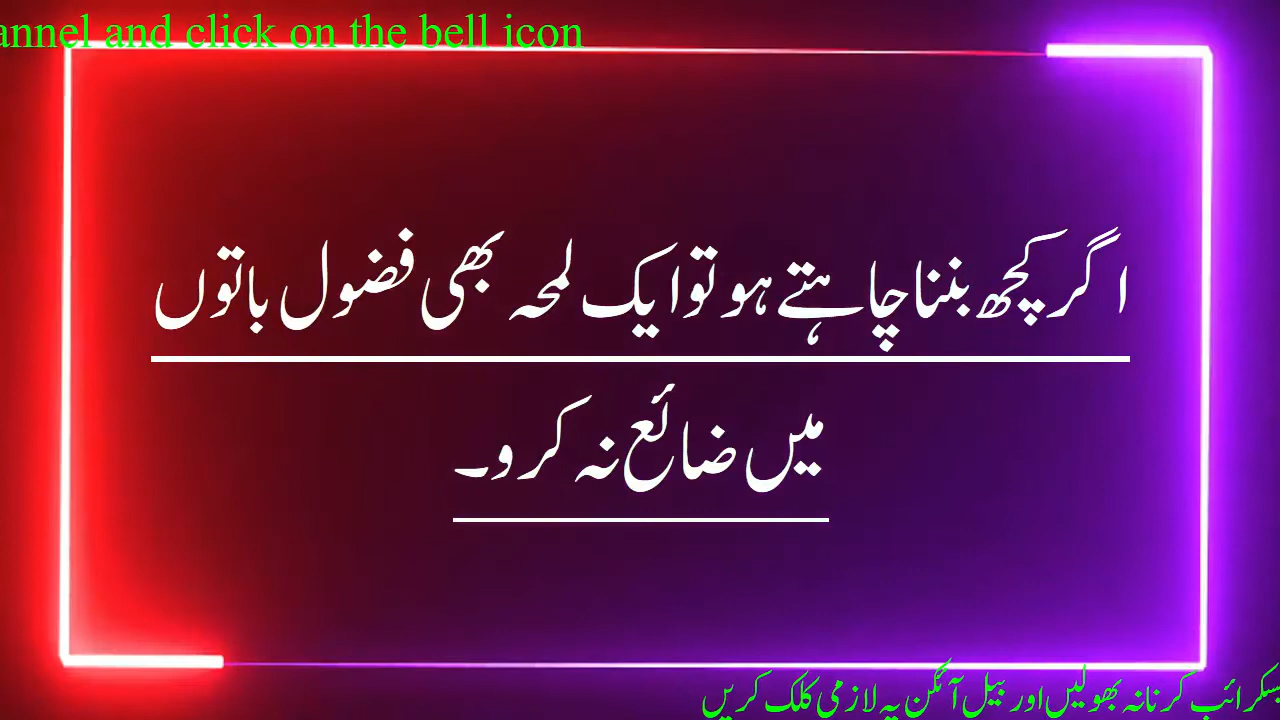 annel and click on the bell icon
اگر کچھ بننا چاہتے ہو تو ایک لمحہ بھی فضول باتوں
میں ضائع نہ کرو۔
بسکرائب کرنا نہ بھولیں اور بیل آئکن پہ لازمی کلک کریں